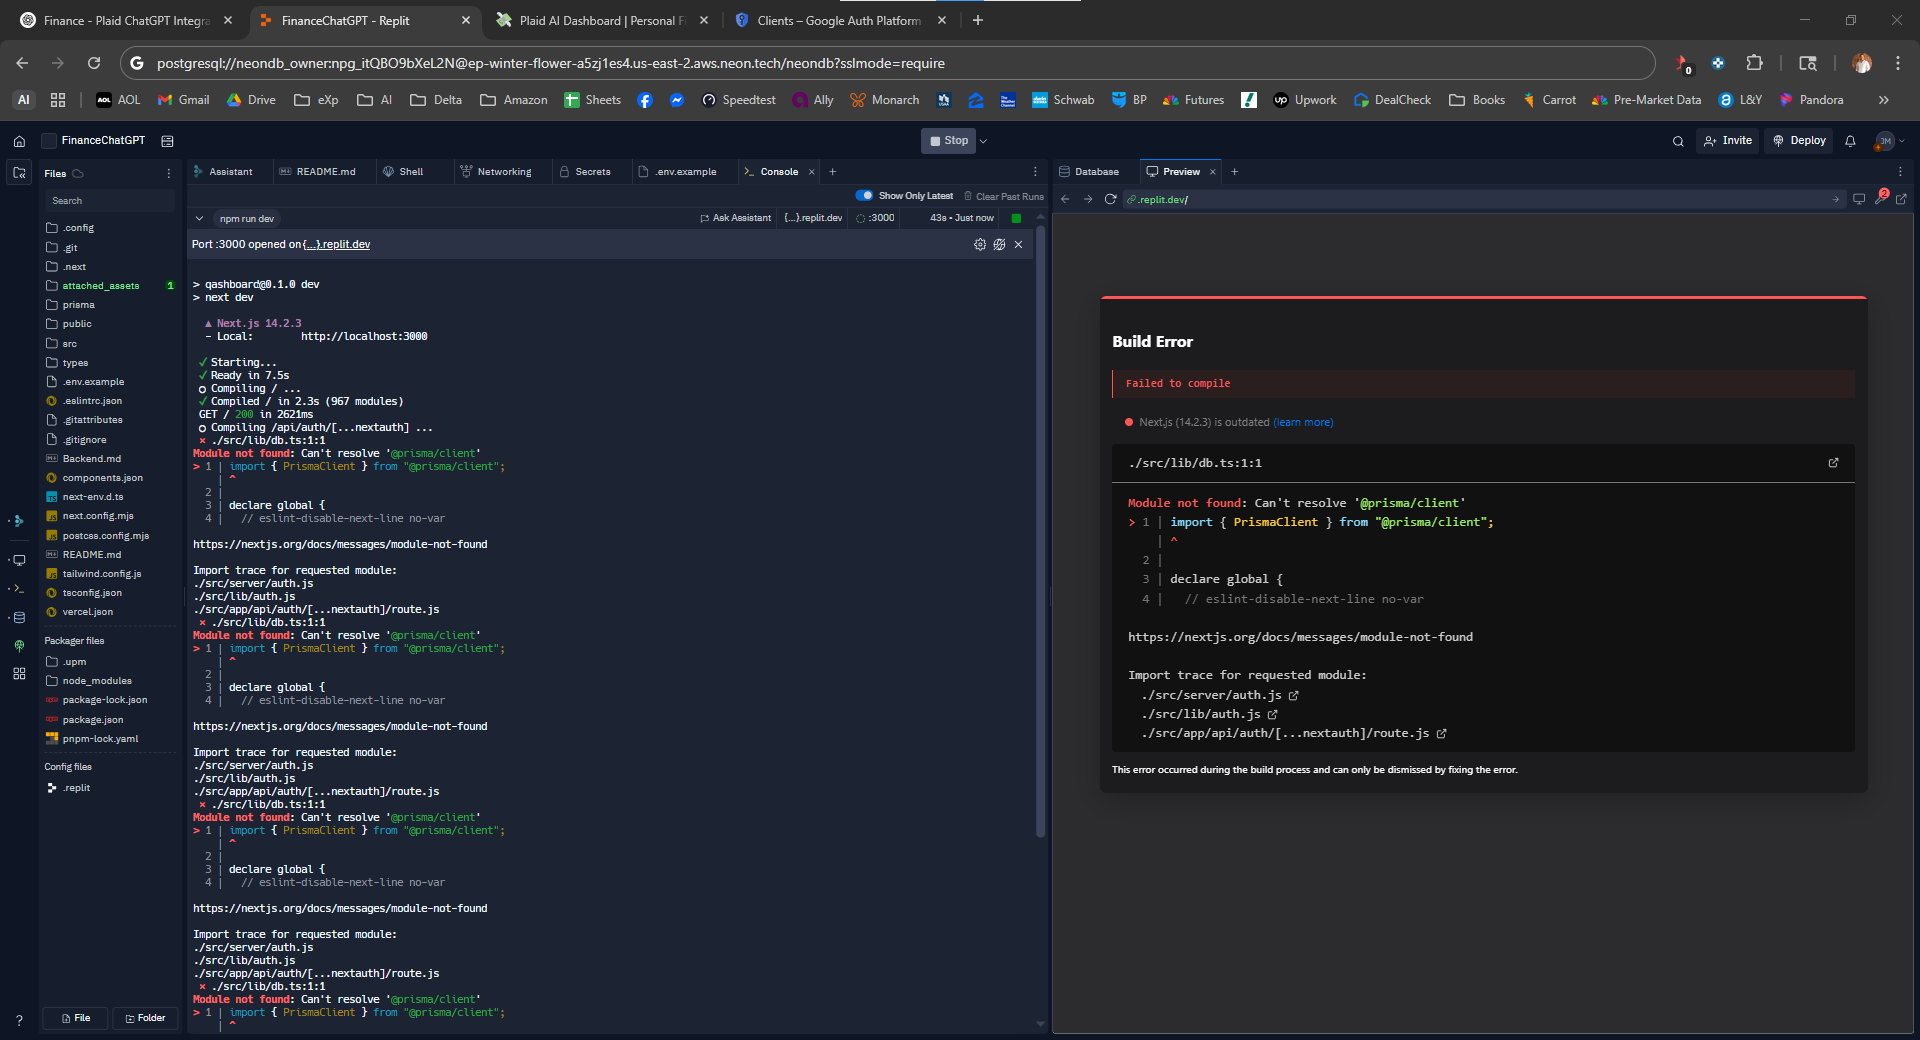 Finance - Plaid ChatGPT Integra
FinanceChatGPT - Replit
Plaid AI Dashboard | Personal F
Clients – Google Auth Platform
postgresql://neondb_owner:npg_itQBO9bXeL2N@ep-winter-flower-a5zj1es4.us-east-2.aws.neon.tech/neondb?sslmode=require
0
AI
AOL AOL
Gmail
Drive
eXp
AI
Delta
Amazon
Sheets
Speedtest
Ally
Monarch
Schwab
BP
Futures
up Upwork
DealCheck
Books
Carrot
Pre-Market Data
L&Y
Pandora
FinanceChatGPT
Stop
Invite
Deploy
JM
Files
Assistant
README.md
Shell
Networking
Secrets
.env.example
Console
Database
Preview
Search
Show Only Latest
Clear Past Runs
.replit.dev/
2
npm run dev
Ask Assistant
{...}.replit.dev
:3000
43s • Just now
Port :3000 opened on {...}.replit.dev
.config
.git
.next
attached_assets 1
prisma
public
src
types
.env.example
.eslintrc.json
.gitattributes
.gitignore
Backend.md
components.json
next-env.d.ts
next.config.mjs
postcss.config.mjs
README.md
tailwind.config.js
tsconfig.json
vercel.json
Packager files
.upm
node_modules
package-lock.json
package.json
pnpm-lock.yaml
Config files
.replit
File
Folder
?
> qashboard@0.1.0 dev
> next dev
▲ Next.js 14.2.3
- Local: http://localhost:3000
✓ Starting...
✓ Ready in 7.5s
○ Compiling / ...
✓ Compiled / in 2.3s (967 modules)
GET / 200 in 2621ms
○ Compiling /api/auth/[...nextauth] ...
⨯ ./src/lib/db.ts:1:1
Module not found: Can't resolve '@prisma/client'
> 1 | import { PrismaClient } from "@prisma/client";
| ^
2 |
3 | declare global {
4 | // eslint-disable-next-line no-var
https://nextjs.org/docs/messages/module-not-found
Import trace for requested module:
./src/server/auth.js
./src/lib/auth.js
./src/app/api/auth/[...nextauth]/route.js
⨯ ./src/lib/db.ts:1:1
Module not found: Can't resolve '@prisma/client'
> 1 | import { PrismaClient } from "@prisma/client";
| ^
2 |
3 | declare global {
4 | // eslint-disable-next-line no-var
https://nextjs.org/docs/messages/module-not-found
Import trace for requested module:
./src/server/auth.js
./src/lib/auth.js
./src/app/api/auth/[...nextauth]/route.js
⨯ ./src/lib/db.ts:1:1
Module not found: Can't resolve '@prisma/client'
> 1 | import { PrismaClient } from "@prisma/client";
| ^
2 |
3 | declare global {
4 | // eslint-disable-next-line no-var
https://nextjs.org/docs/messages/module-not-found
Import trace for requested module:
./src/server/auth.js
./src/lib/auth.js
./src/app/api/auth/[...nextauth]/route.js
⨯ ./src/lib/db.ts:1:1
Module not found: Can't resolve '@prisma/client'
> 1 | import { PrismaClient } from "@prisma/client";
| ^
Build Error
Failed to compile
Next.js (14.2.3) is outdated (learn more)
./src/lib/db.ts:1:1
Module not found: Can't resolve '@prisma/client'
> 1 | import { PrismaClient } from "@prisma/client";
| ^
2 |
3 | declare global {
4 | // eslint-disable-next-line no-var
https://nextjs.org/docs/messages/module-not-found
Import trace for requested module:
./src/server/auth.js
./src/lib/auth.js
./src/app/api/auth/[...nextauth]/route.js
This error occurred during the build process and can only be dismissed by fixing the error.